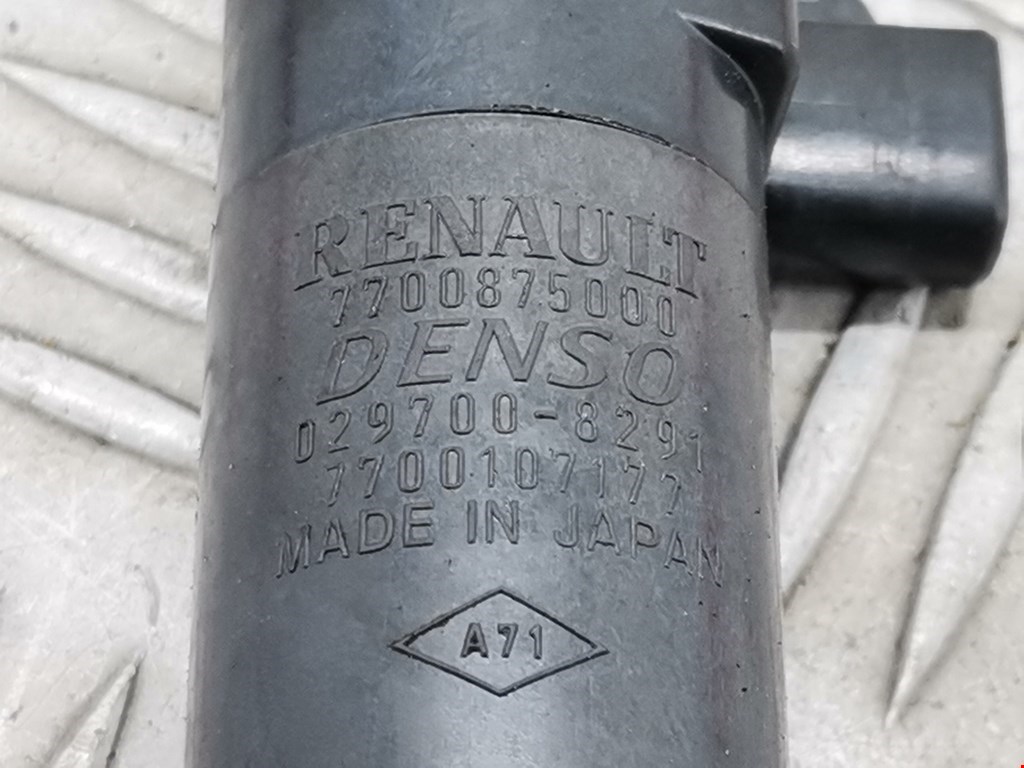 RENAULT
7700875000
DENSO
029700-8291
7700107177
MADE IN JAPAN
A71